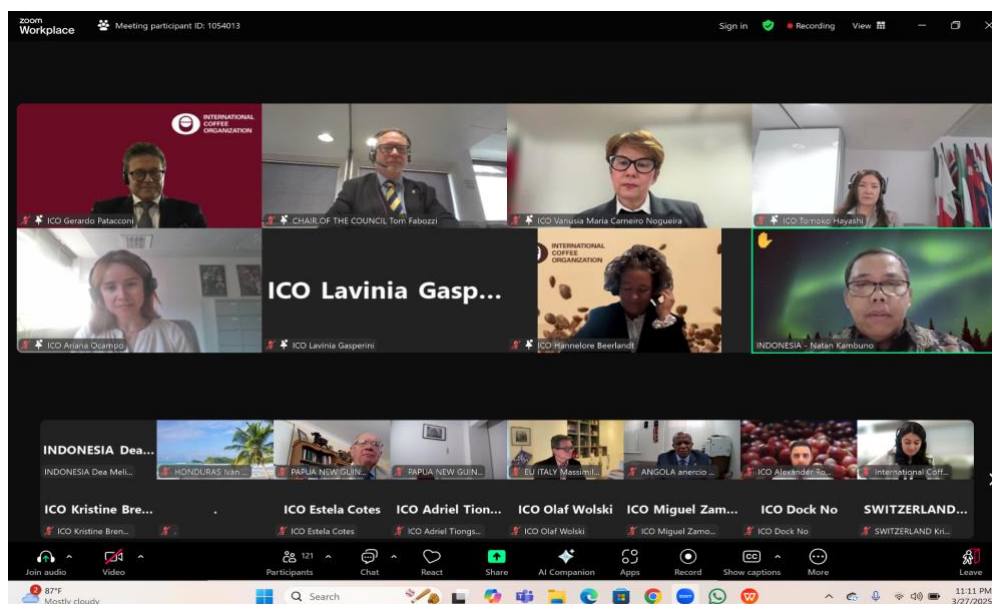 zoom
Workplace
Meeting participant ID: 1054013
Sign in
Recording
View
INTERNATIONAL
COFFEE
ORGANIZATION
ICO Gerardo Patacconi
CHAIR OF THE COUNCIL Tom Fabozzi
ICO Vanusia Maria Carneiro Nogueira
ICO Tomoko Hayashi
ICO Lavinia Gasp...
INTERNATIONAL
COFFEE
ORGANIZATION
ICO Ariana Ocampo
ICO Lavinia Gasperini
ICO Hannelore Beerlandt
INDONESIA - Natan Kambuno
INDONESIA Dea...
INDONESIA Dea Meli...
HONDURAS Iván ...
PAPUA NEW GUIN...
PAPUA NEW GUIN...
EU ITALY Massimil...
ANGOLA anercio ...
ICO Alexander Ro...
International Coff...
ICO Kristine Bre...
.
ICO Estela Cotes
ICO Adriel Tion...
ICO Olaf Wolski
ICO Miguel Zam...
ICO Dock No
SWITZERLAND...
ICO Kristine Bren...
.
ICO Estela Cotes
ICO Adriel Tiongs...
ICO Olaf Wolski
ICO Miguel Zamo...
ICO Dock No
SWITZERLAND Kri...
Join audio
Video
Participants
121
Chat
React
Share
AI Companion
Apps
Record
CC
Show captions
More
Leave
2
87°F
Mostly cloudy
Search
11:11 PM
3/27/2025